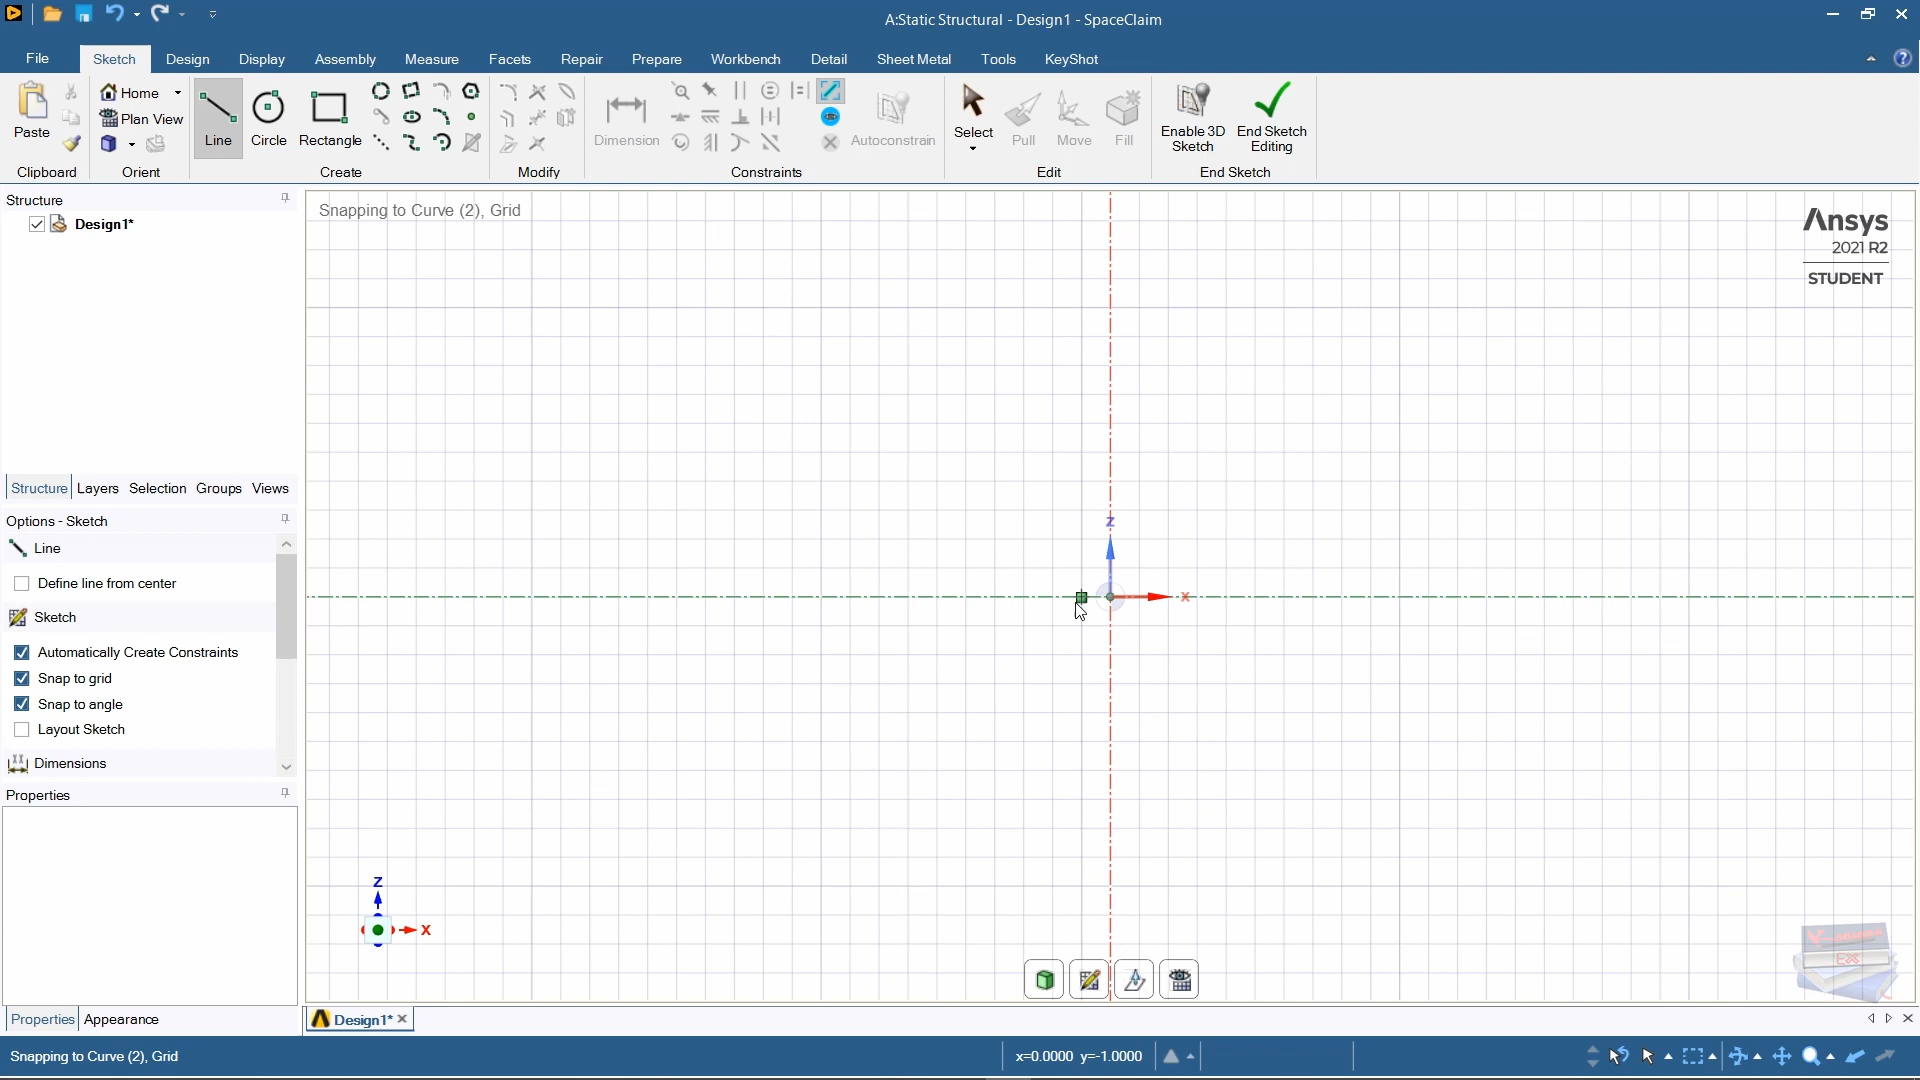 A:Static Structural - Design1 - SpaceClaim
File Sketch Design Display Assembly Measure Facets Repair Prepare Workbench Detail Sheet Metal Tools KeyShot
Paste Home Plan View Line Circle Rectangle Dimension Autoconstrain Select Pull Move Fill Enable 3D Sketch End Sketch Editing
Clipboard Orient Create Modify Constraints Edit End Sketch
Structure
Design1*
Structure Layers Selection Groups Views
Options - Sketch
Line
Define line from center
Sketch
Automatically Create Constraints
Snap to grid
Snap to angle
Layout Sketch
Dimensions
Properties
Properties Appearance
Snapping to Curve (2), Grid
Ansys
2021 R2
STUDENT
Z
X
Z
X
Design1*
Snapping to Curve (2), Grid x=0.0000 y=-1.0000